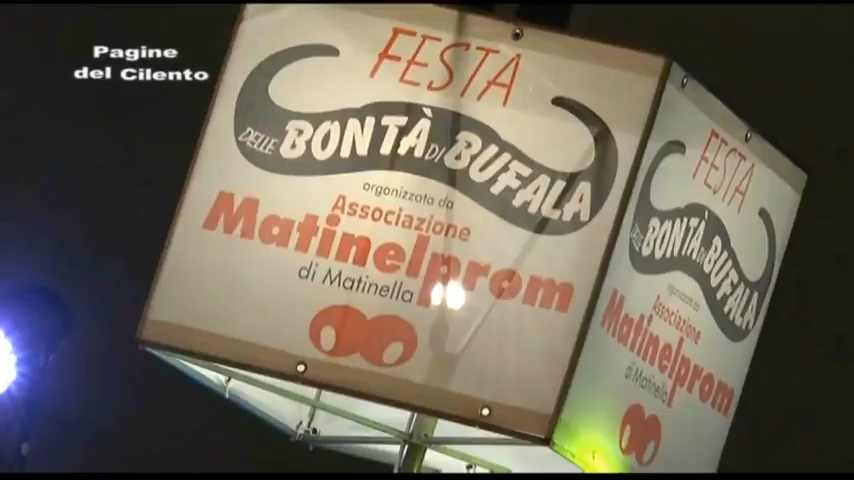 Pagine
del Cilento
FESTA
DELLE BONTÀ DI BUFALA
organizzata da
Associazione
Matinelprom
di Matinella
FESTA
DELLE BONTÀ DI BUFALA
organizzata da
Associazione
Matinelprom
di Matinella